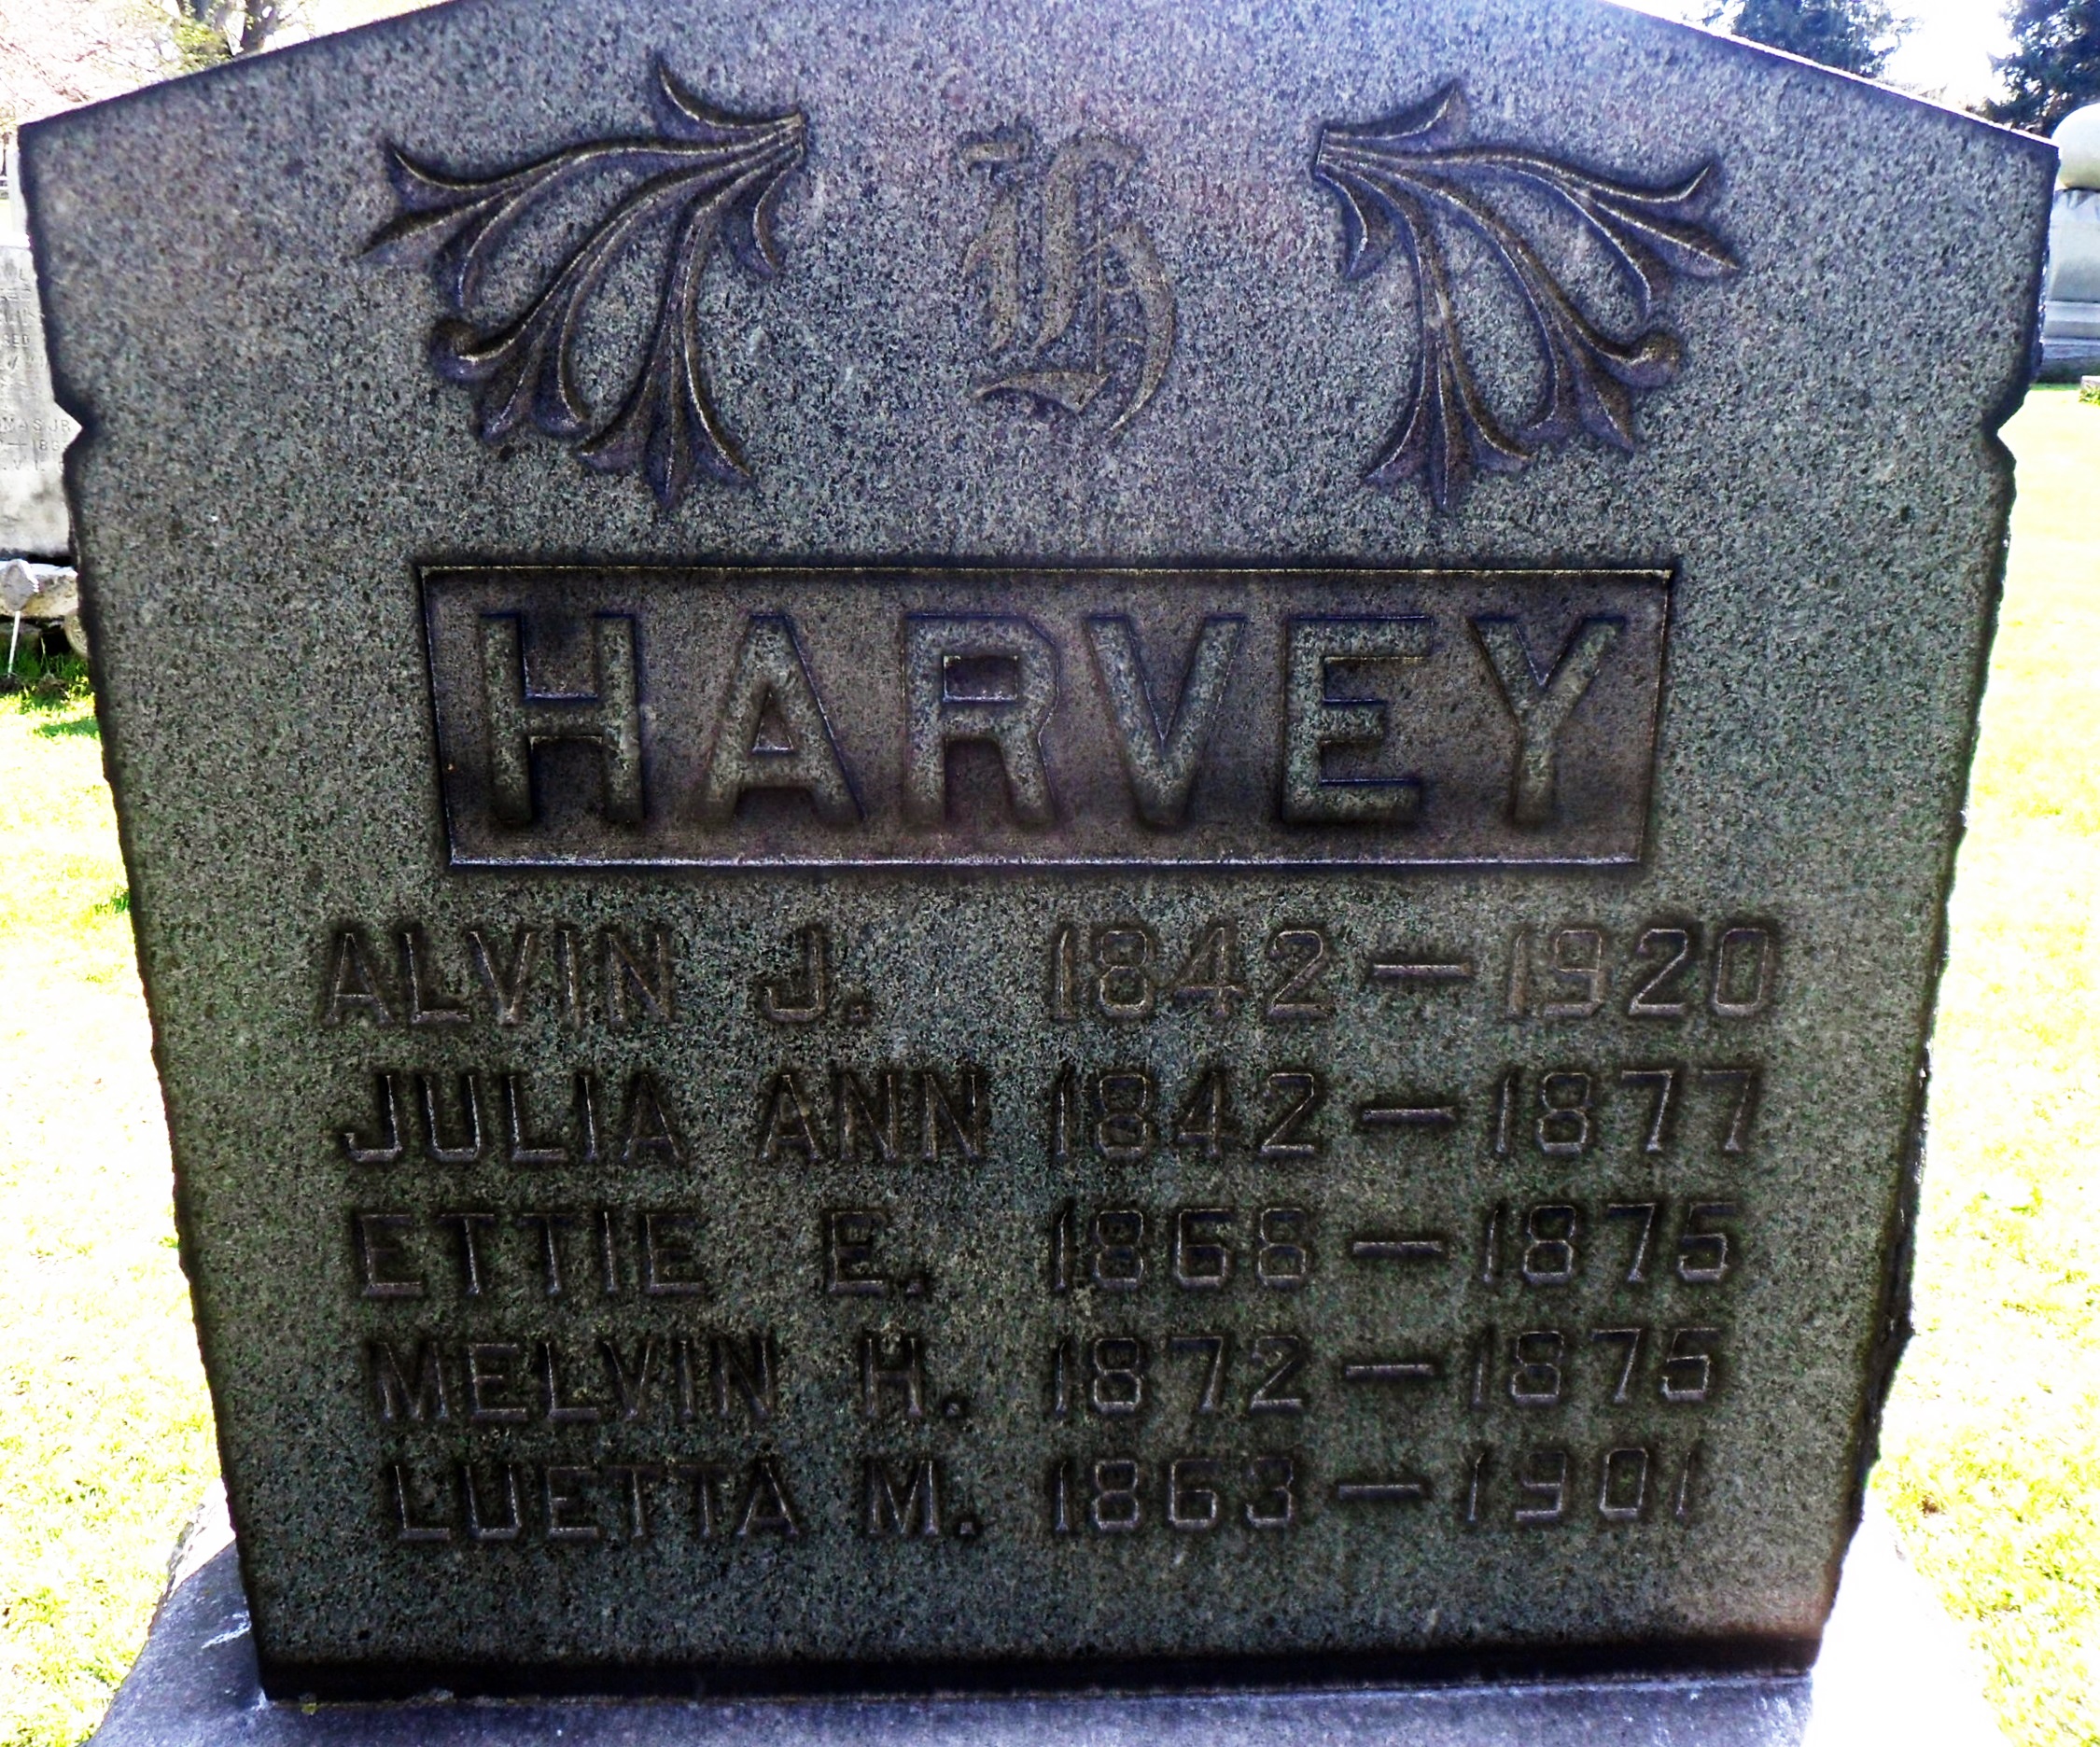 H
HARVEY
ALVIN J. 1842 — 1920
JULIA ANN 1842 — 1877
ETTIE E. 1868 — 1875
MELVIN H. 1872 — 1875
LUETTA M. 1863 — 1901